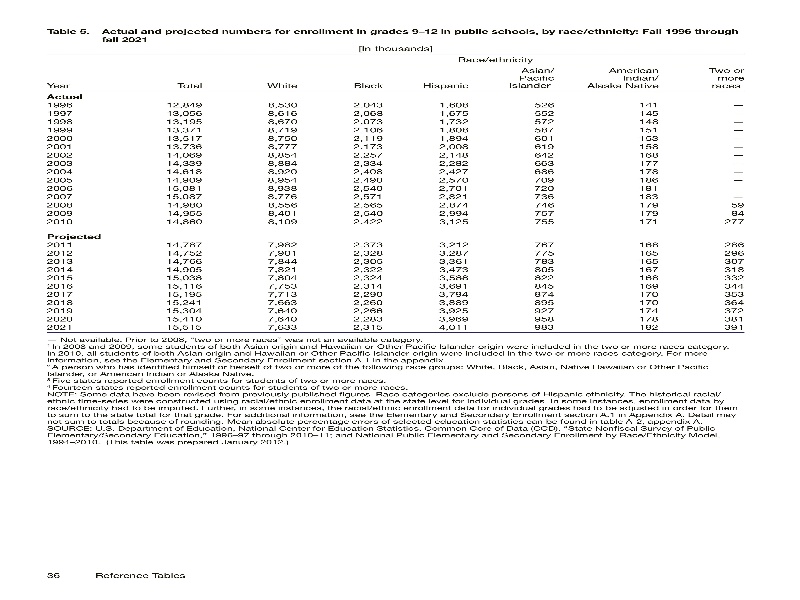 Table 5. Actual and projected numbers for enrollment in grades 9–12 in public schools, by race/ethnicity: Fall 1996 through
fall 2021
[In thousands]
Race/ethnicity
Year Total White Black Hispanic Asian/ Pacific Islander American Indian/ Alaska Native Two or more races
Actual
1996 12,849 8,530 2,043 1,608 526 141 —
1997 13,056 8,616 2,068 1,675 552 145 —
1998 13,195 8,670 2,073 1,732 572 148 —
1999 13,371 8,719 2,106 1,808 587 151 —
2000 13,517 8,750 2,119 1,894 601 153 —
2001 13,736 8,777 2,173 2,008 619 158 —
2002 14,069 8,854 2,257 2,148 642 168 —
2003 14,339 8,884 2,334 2,282 663 177 —
2004 14,618 8,920 2,408 2,427 686 178 —
2005 14,909 8,954 2,490 2,570 709 186 —
2006 15,081 8,938 2,540 2,701 720 181 —
2007 15,087 8,776 2,571 2,821 736 183 —
2008 14,980 8,556 2,565 2,874 746 179 59
2009 14,955 8,401 2,540 2,994 757 179 84
2010 14,860 8,109 2,422 3,125 755 171 277
Projected
2011 14,787 7,982 2,373 3,212 767 168 286
2012 14,752 7,901 2,328 3,287 775 165 296
2013 14,766 7,844 2,305 3,361 783 165 307
2014 14,905 7,821 2,322 3,473 805 167 318
2015 15,038 7,804 2,324 3,588 822 168 332
2016 15,116 7,753 2,314 3,691 845 169 344
2017 15,195 7,713 2,290 3,794 874 170 353
2018 15,241 7,663 2,260 3,889 895 170 364
2019 15,304 7,640 2,266 3,925 927 174 372
2020 15,410 7,640 2,283 3,969 958 178 381
2021 15,515 7,633 2,315 4,011 983 182 391
— Not available. Prior to 2008, "two or more races" was not an available category.
1 In 2008 and 2009, some students of both Asian origin and Hawaiian or Other Pacific Islander origin were included in the two or more races category.
In 2010, all students of both Asian origin and Hawaiian or Other Pacific Islander origin were included in the two or more races category. For more
information, see the Elementary and Secondary Enrollment section A.1 in the appendix.
2 A person who has identified himself or herself of two or more of the following race groups: White, Black, Asian, Native Hawaiian or Other Pacific
Islander, or American Indian or Alaska Native.
3 Five states reported enrollment counts for students of two or more races.
4 Fourteen states reported enrollment counts for students of two or more races.
NOTE: Some data have been revised from previously published figures. Race categories exclude persons of Hispanic ethnicity. The historical racial/
ethnic time-series were constructed using racial/ethnic enrollment data at the state level for individual grades. In some instances, enrollment data by
race/ethnicity had to be imputed. Further, in some instances, the racial/ethnic enrollment data for individual grades had to be adjusted in order for them
to sum to the state total for that grade. For additional information, see the Elementary and Secondary Enrollment section A.1 in Appendix A. Detail may
not sum to totals because of rounding. Mean absolute percentage errors of selected education statistics can be found in table A-2, appendix A.
SOURCE: U.S. Department of Education, National Center for Education Statistics, Common Core of Data (CCD), "State Nonfiscal Survey of Public
Elementary/Secondary Education," 1996–97 through 2010–11; and National Public Elementary and Secondary Enrollment by Race/Ethnicity Model,
1994–2010. (This table was prepared January 2012.)
36 Reference Tables